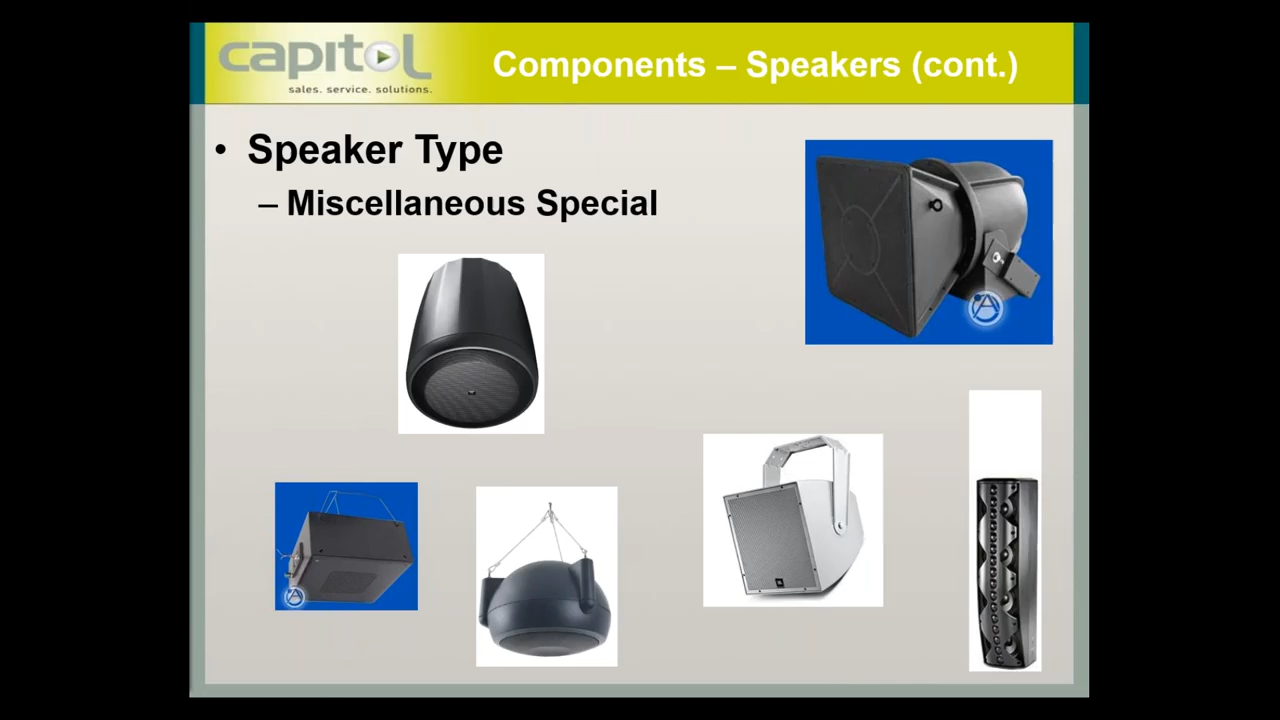 capitol
sales. service. solutions.
Components – Speakers (cont.)
• Speaker Type
– Miscellaneous Special